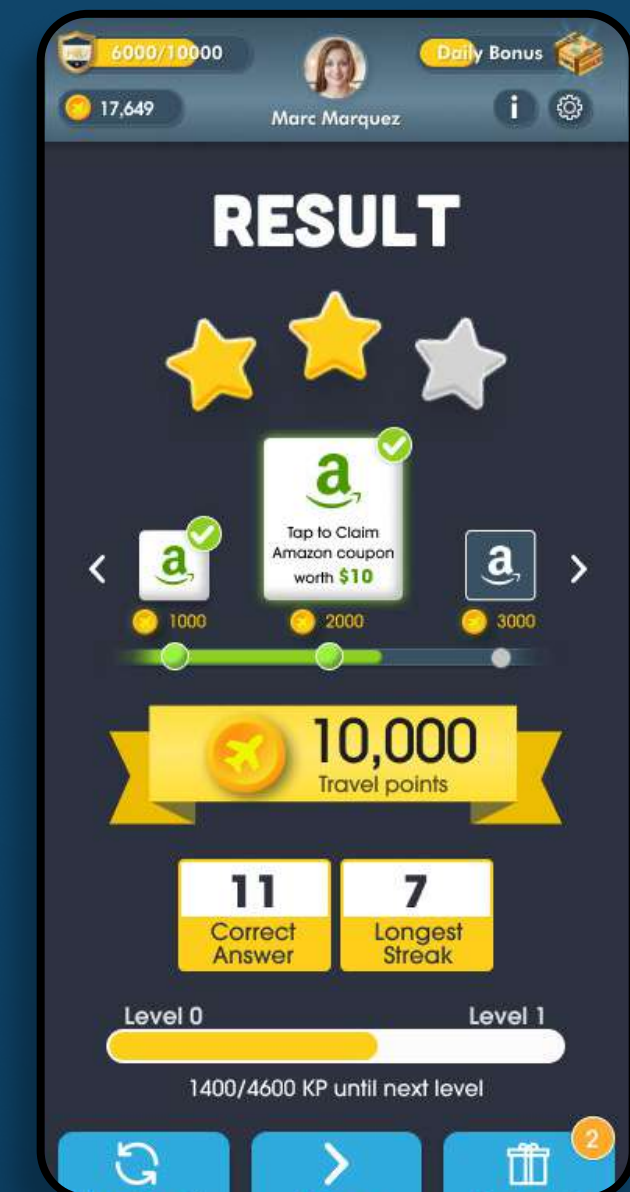 6000/10000
Daily Bonus
17,649
Marc Marquez
i
RESULT
a
Tap to Claim
Amazon coupon
worth $10
a
a
1000
2000
3000
10,000
Travel points
11
Correct
Answer
7
Longest
Streak
Level 0
Level 1
1400/4600 KP until next level
2